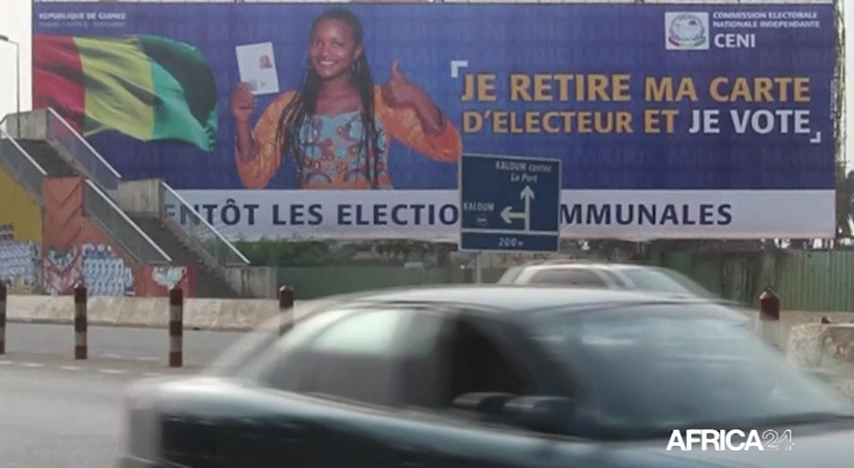 REPUBLIQUE DE GUINEE
COMMISSION ELECTORALE
NATIONALE INDEPENDANTE
CENI
JE RETIRE MA CARTE
D'ELECTEUR ET JE VOTE
ENTÔT LES ELECTIO MMUNALES
KALOUM CENTRE
Le Port
KALOUM
200m
AFRICA24